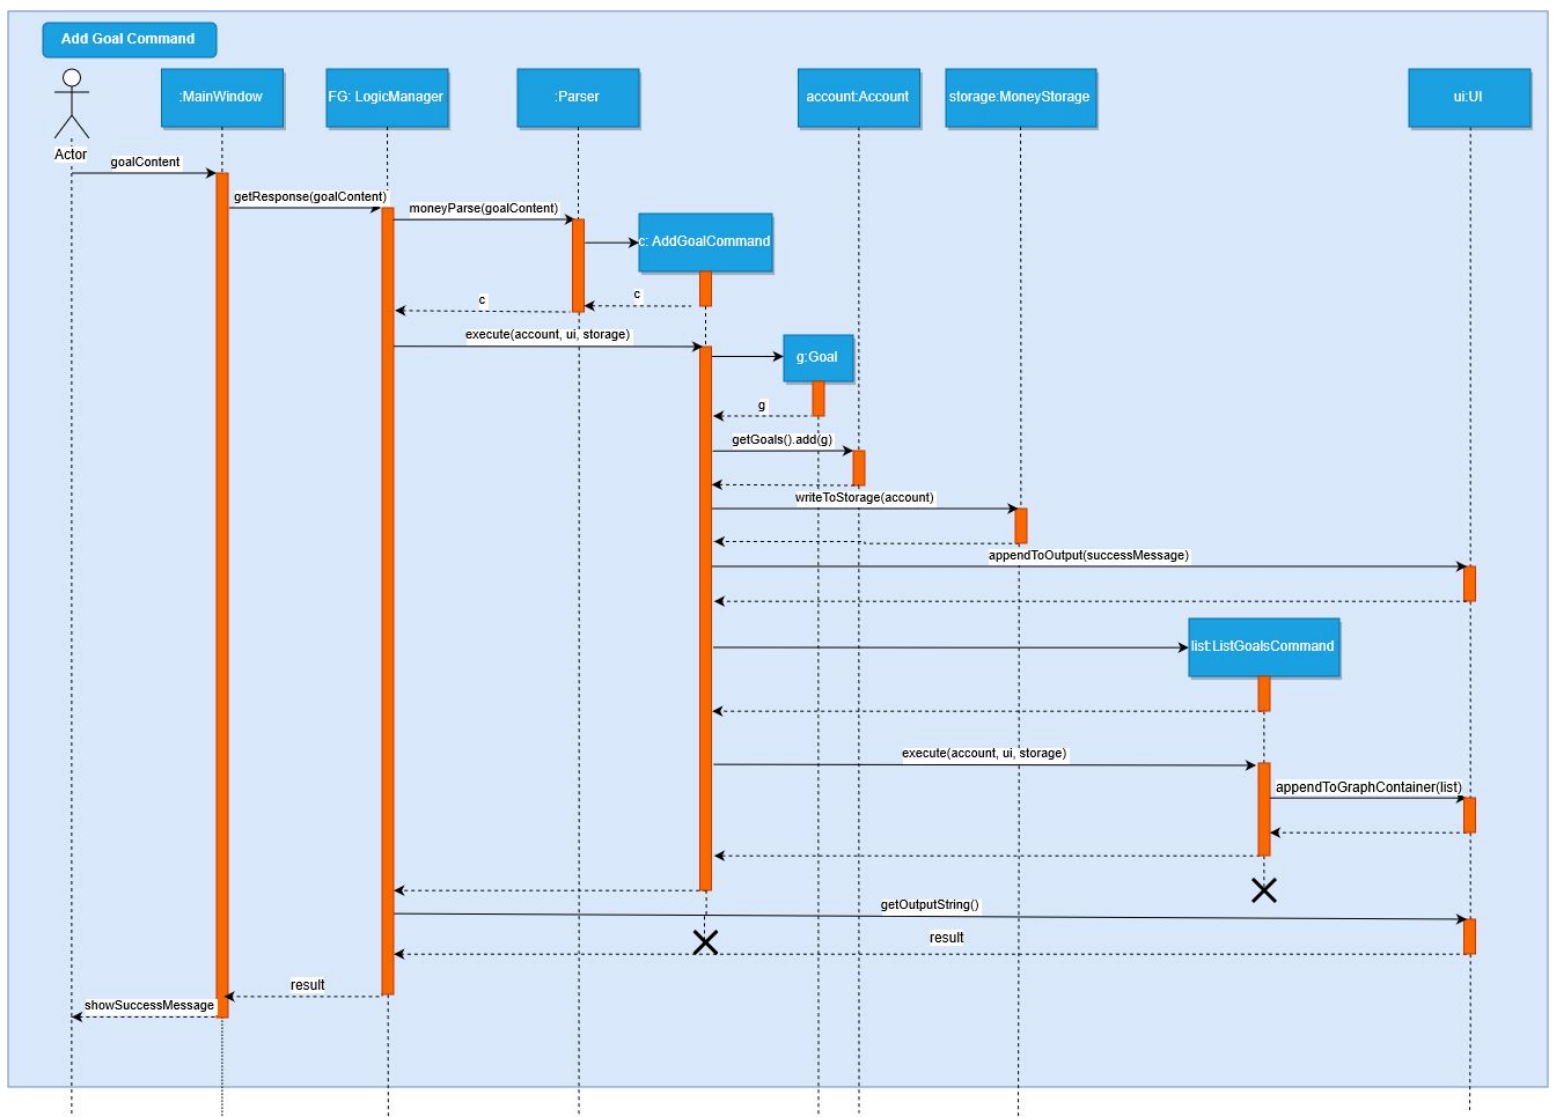 Add Goal Command
:MainWindow
FG: LogicManager
:Parser
account:Account
storage:MoneyStorage
ui:UI
Actor
goalContent
getResponse(goalContent)
moneyParse(goalContent)
c: AddGoalCommand
c
c
execute(account, ui, storage)
g:Goal
g
getGoals().add(g)
writeToStorage(account)
appendToOutput(successMessage)
list:ListGoalsCommand
execute(account, ui, storage)
appendToGraphContainer(list)
getOutputString()
result
result
showSuccessMessage